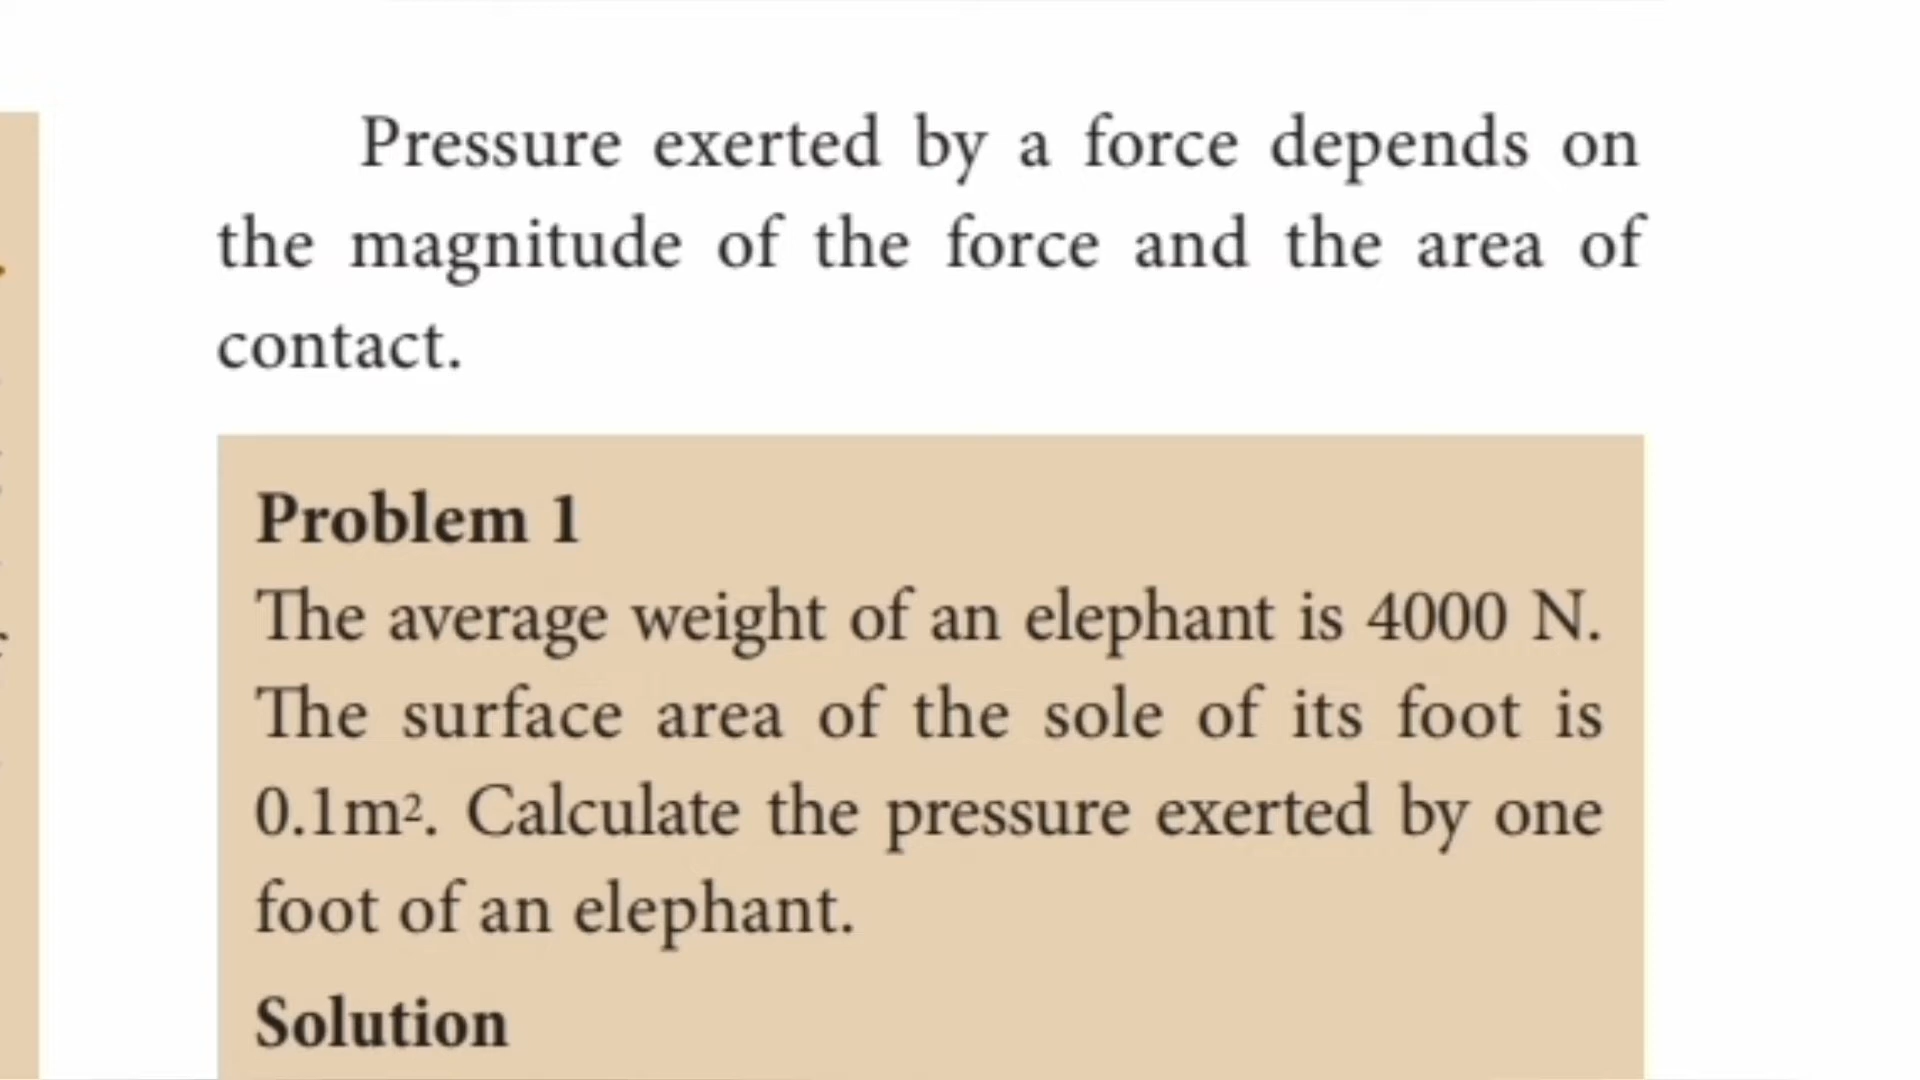 Pressure exerted by a force depends on
the magnitude of the force and the area of
contact.
Problem 1
The average weight of an elephant is 4000 N.
The surface area of the sole of its foot is
0.1m². Calculate the pressure exerted by one
foot of an elephant.
Solution